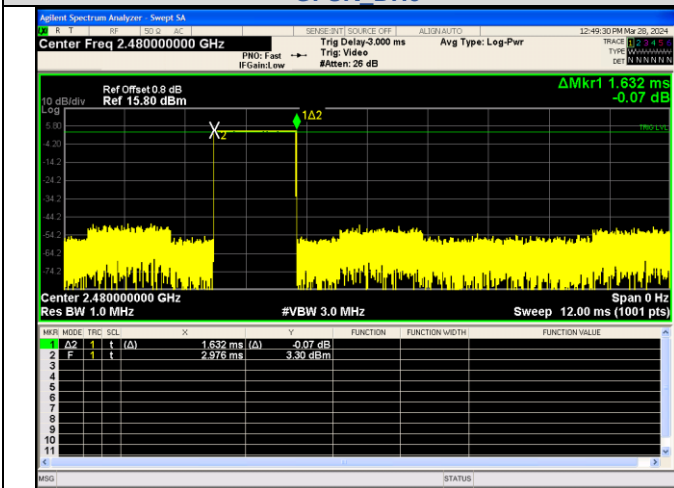 Agilent Spectrum Analyzer - Swept SA
R T RF 50 Ω AC SENSE:INT SOURCE OFF ALIGN AUTO 12:49:30 PM Mar 28, 2024
Center Freq 2.480000000 GHz
PNO: Fast
IFGain:Low
Trig Delay-3.000 ms
Trig: Video
#Atten: 26 dB
Avg Type: Log-Pwr
TRACE 1 2 3 4 5 6
TYPE
DET N N N N N N
ΔMkr1 1.632 ms
-0.07 dB
Ref Offset 0.8 dB
10 dB/div Ref 15.80 dBm
Log
1Δ2
5.80
TRIG LVL
X2
-4.20
-14.2
-24.2
-34.2
-44.2
-54.2
-64.2
-74.2
Center 2.480000000 GHz Span 0 Hz
Res BW 1.0 MHz #VBW 3.0 MHz Sweep 12.00 ms (1001 pts)
MKR MODE TRC SCL X Y FUNCTION FUNCTION WIDTH FUNCTION VALUE
1 Δ2 1 t (Δ) 1.632 ms (Δ) -0.07 dB
2 F 1 t 2.976 ms 3.30 dBm
3
4
5
6
7
8
9
10
11
MSG STATUS